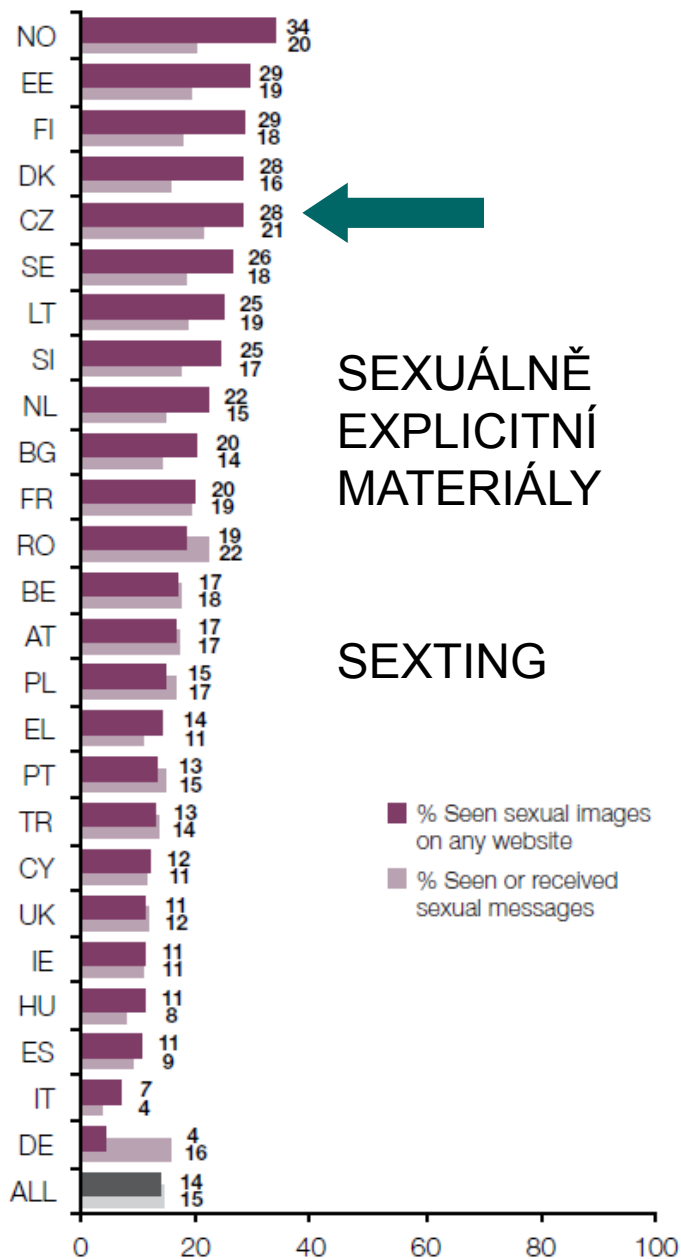 NO 34
20
EE 29
19
FI 29
18
DK 28
16
CZ 28
21
SE 26
18
LT 25
19
SI 25
17
NL 22
15
BG 20
14
FR 20
19
RO 19
22
BE 17
18
AT 17
17
PL 15
17
EL 14
11
PT 13
15
TR 13
14
CY 12
11
UK 11
12
IE 11
11
HU 11
8
ES 11
9
IT 7
4
DE 4
16
ALL 14
15
0 20 40 60 80 100
SEXUÁLNĚ
EXPLICITNÍ
MATERIÁLY
SEXTING
% Seen sexual images
on any website
% Seen or received
sexual messages